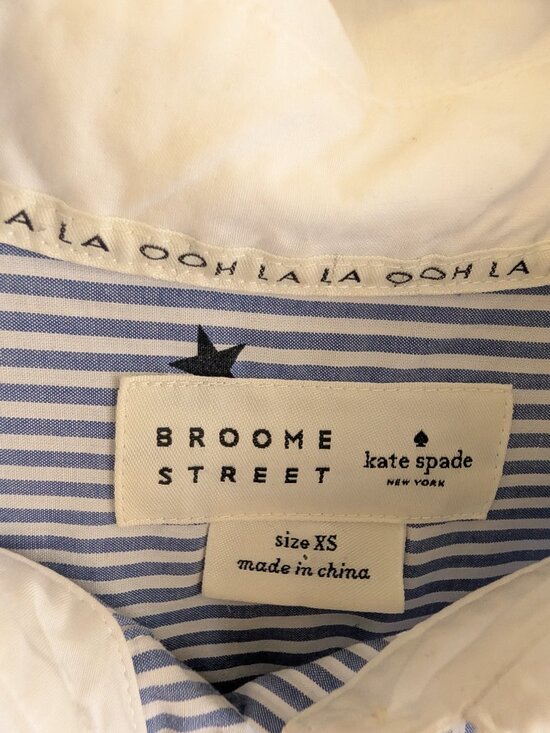 A LA OOH LA LA OOH LA
BROOME
STREET
kate spade
NEW YORK
size XS
made in china